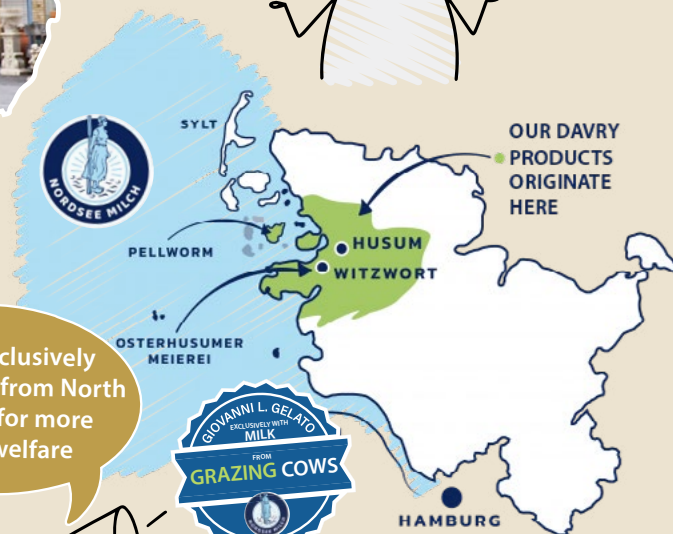 SYLT
OUR DAVRY
PRODUCTS
ORIGINATE
HERE
NORDSEE MILCH
HUSUM
PELLWORM
WITZWORT
OSTERHUSUMER
MEIEREI
clusively
from North
for more
welfare
GIOVANNI L. GELATO
EXCLUSIVELY WITH
MILK
FROM
GRAZING COWS
NORDSEE
HAMBURG